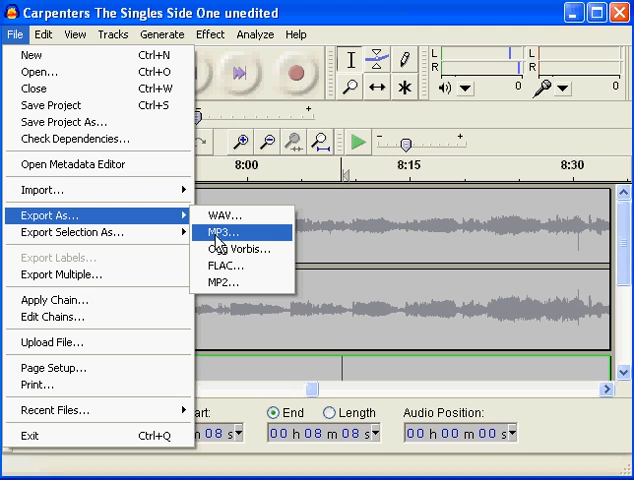 Carpenters The Singles Side One unedited
File Edit View Tracks Generate Effect Analyze Help
New Ctrl+N
Open... Ctrl+O
Close Ctrl+W
Save Project Ctrl+S
Save Project As...
Check Dependencies...
Open Metadata Editor
Import...
Export As...
Export Selection As...
Export Labels...
Export Multiple...
Apply Chain...
Edit Chains...
Upload File...
Page Setup...
Print...
Recent Files...
Exit Ctrl+Q
WAV...
MP3...
Ogg Vorbis...
FLAC...
MP2...
L
R
0
L
R
0
- +
8:00 8:15 8:30
End Length Audio Position:
08 s 00 h 08 m 08 s 00 h 00 m 00 s